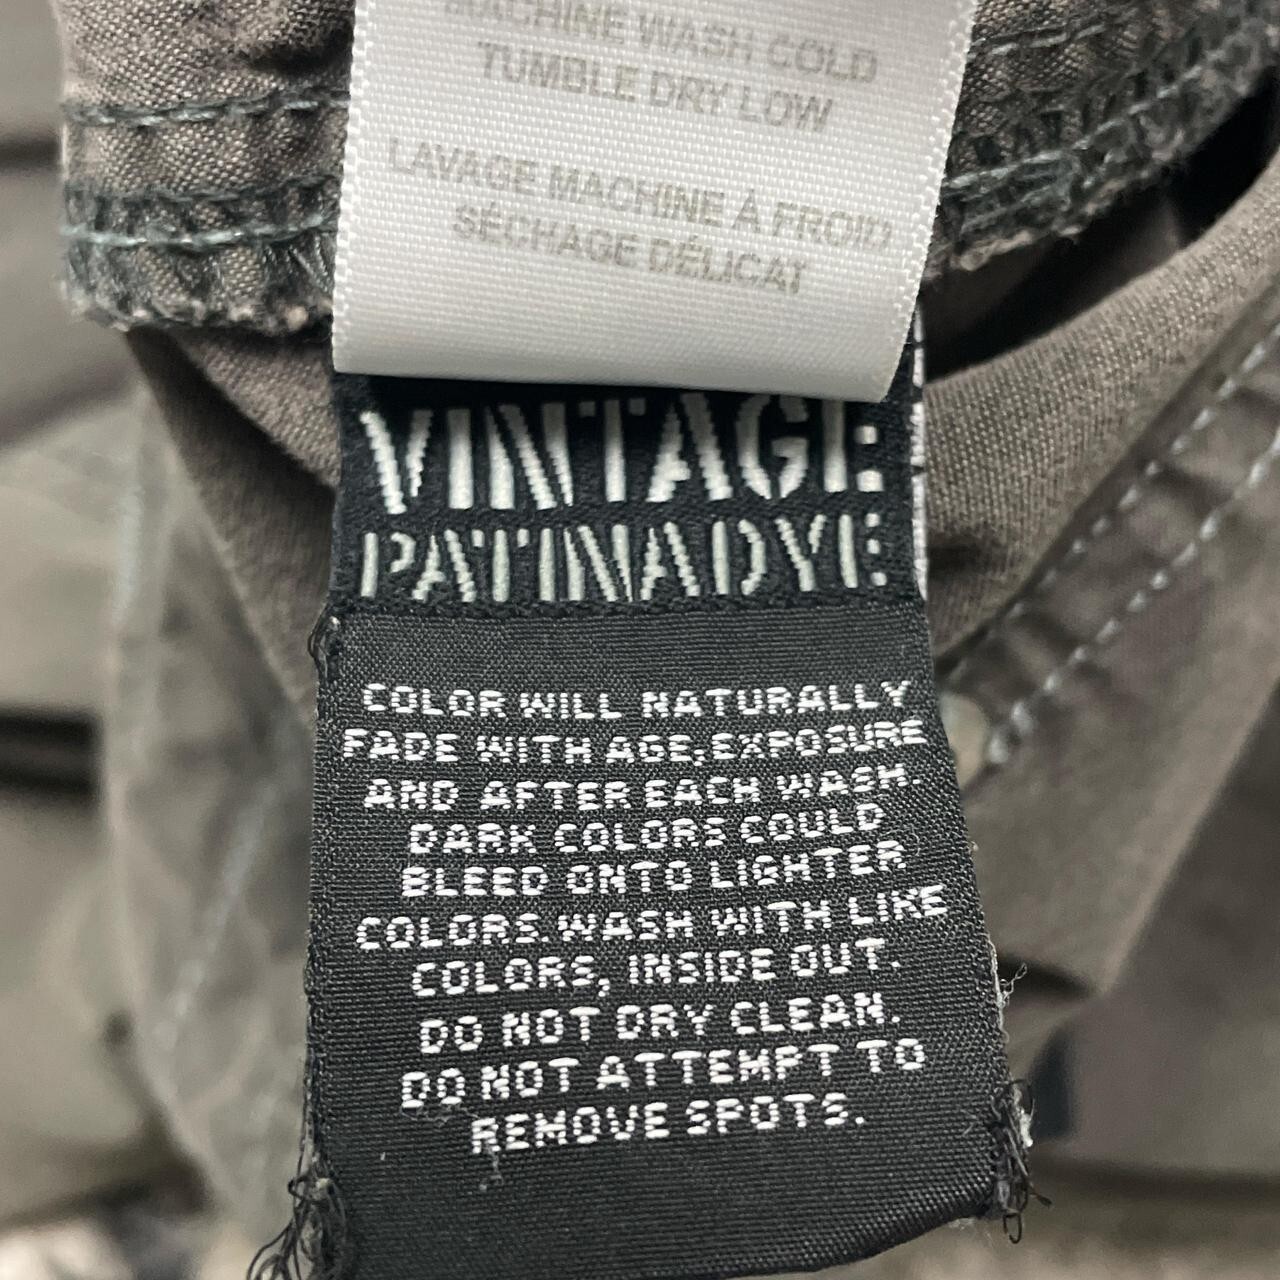 MACHINE WASH COLD
TUMBLE DRY LOW
LAVAGE MACHINE À FROID
SÉCHAGE DÉLICAT
VINTAGE
PATINADYE
COLOR WILL NATURALLY
FADE WITH AGE,EXPOSURE
AND AFTER EACH WASH.
DARK COLORS COULD
BLEED ONTO LIGHTER
COLORS.WASH WITH LIKE
COLORS, INSIDE OUT.
DO NOT DRY CLEAN.
DO NOT ATTEMPT TO
REMOVE SPOTS.